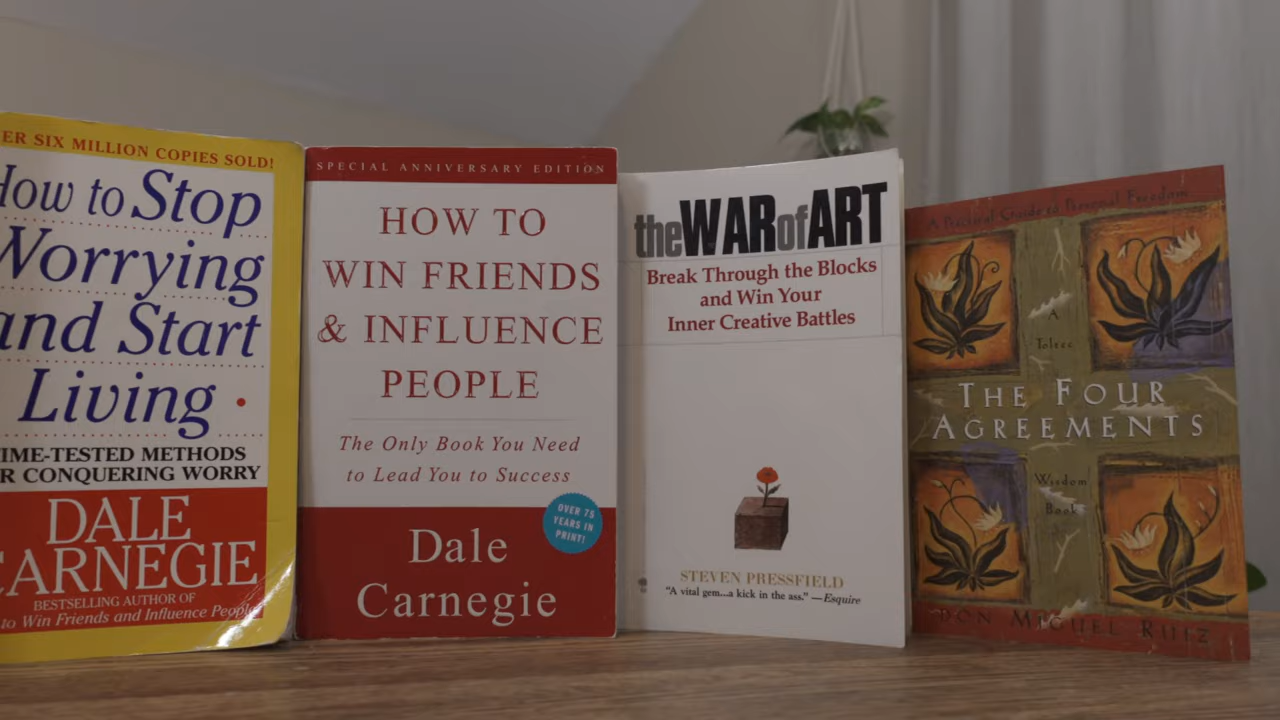 ER SIX MILLION COPIES SOLD!
How to Stop
Worrying
and Start
Living
IME-TESTED METHODS
R CONQUERING WORRY
DALE
CARNEGIE
BESTSELLING AUTHOR OF
to Win Friends and Influence People
SPECIAL ANNIVERSARY EDITION
HOW TO
WIN FRIENDS
& INFLUENCE
PEOPLE
The Only Book You Need
to Lead You to Success
OVER 75
YEARS IN
PRINT!
Dale
Carnegie
theWARofART
Break Through the Blocks
and Win Your
Inner Creative Battles
STEVEN PRESSFIELD
"A vital gem...a kick in the ass." —Esquire
A Practical Guide to Personal Freedom
A
Toltec
THE FOUR
AGREEMENTS
Wisdom
Book
DON MIGUEL RUIZ